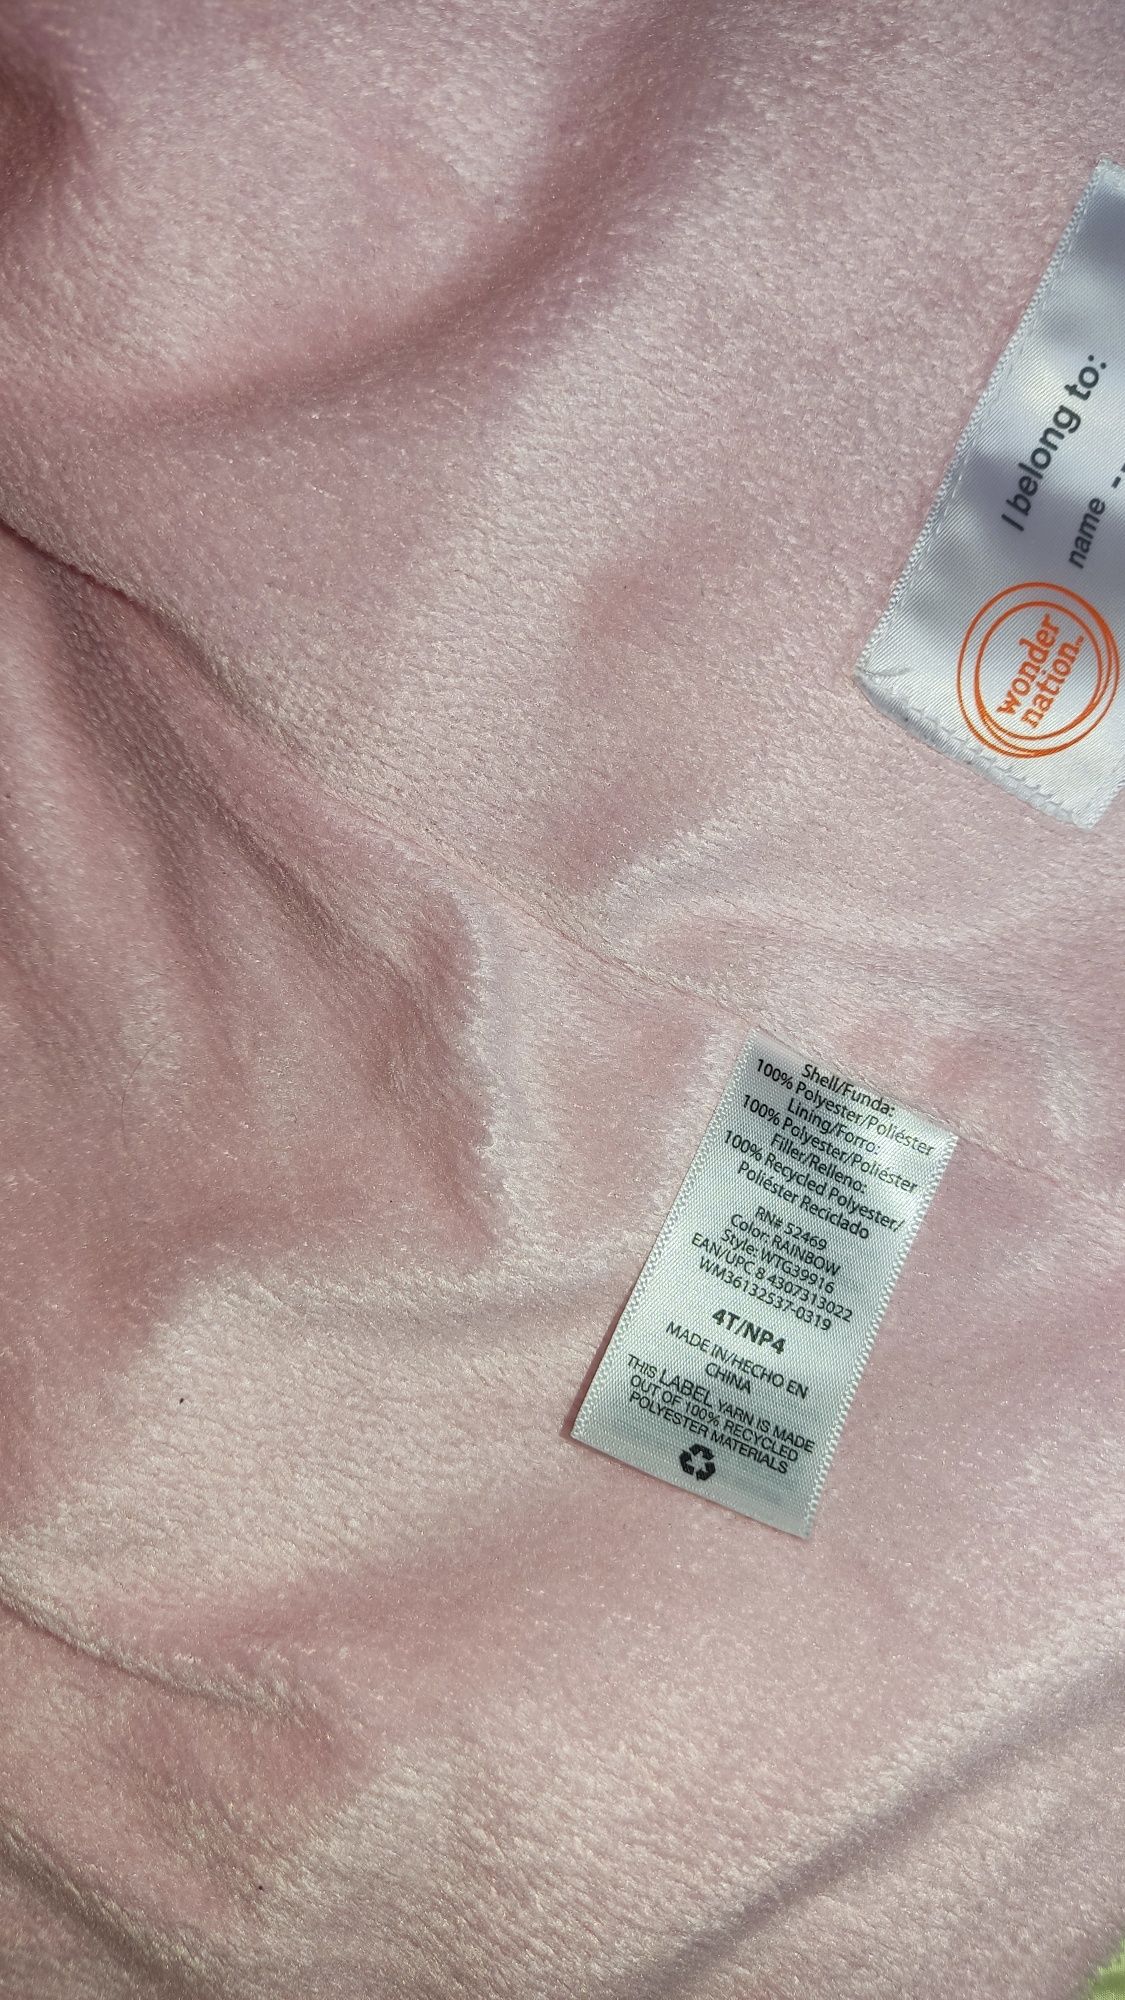 I belong to:
name
wonder
nation™
Shell/Funda:
100% Polyester/Poliéster
Lining/Forro:
100% Polyester/Poliéster
Filler/Relleno:
100% Recycled Polyester/
Poliéster Reciclado
RN# 52469
Color: RAINBOW
Style: WTG39916
EAN/UPC 8 4307313022
WM36132537-0319
4T/NP4
MADE IN/HECHO EN
CHINA
THIS LABEL YARN IS MADE
OUT OF 100% RECYCLED
POLYESTER MATERIALS